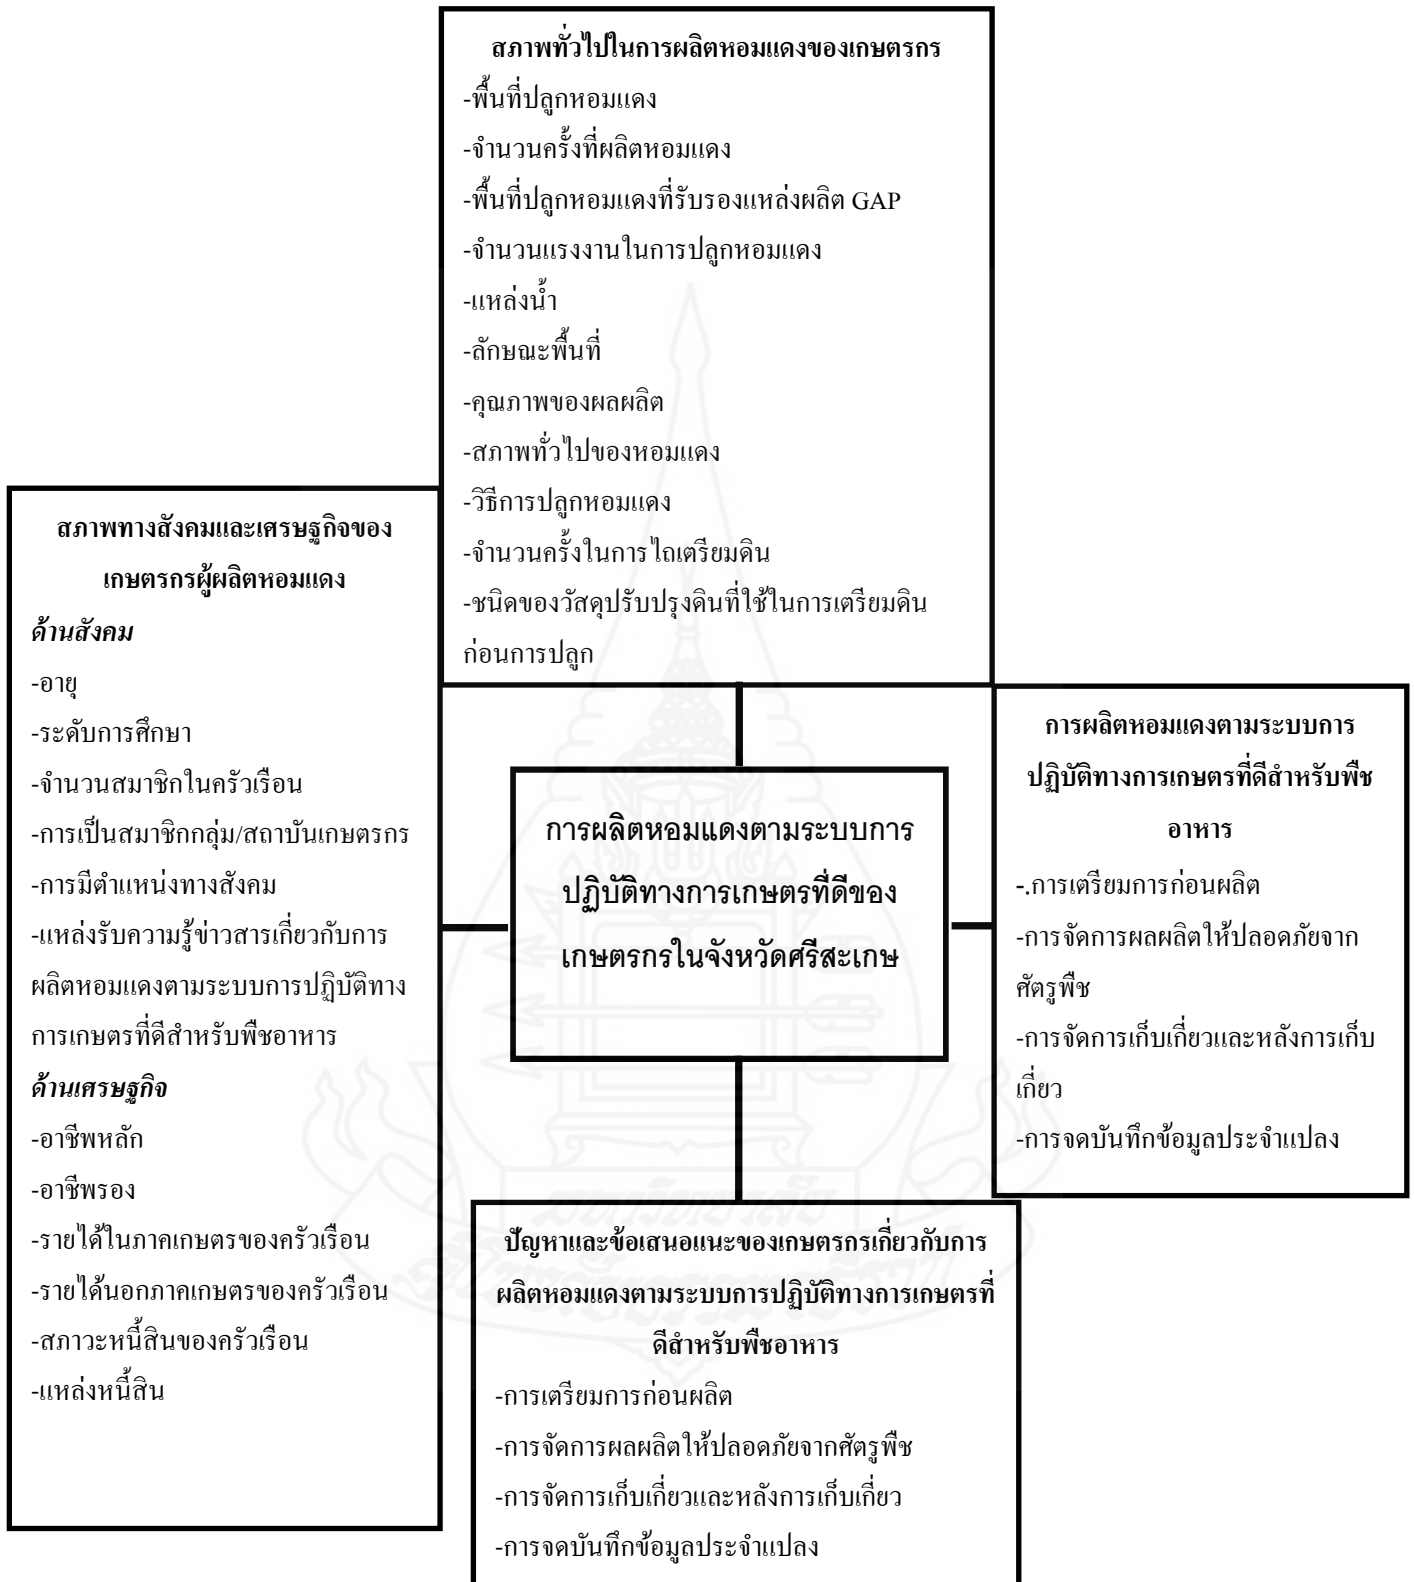 สภาพทั่วไปในการผลิตหอมแดงของเกษตรกร
-พื้นที่ปลูกหอมแดง
-จำนวนครั้งที่ผลิตหอมแดง
-พื้นที่ปลูกหอมแดงที่รับรองแหล่งผลิต GAP
-จำนวนแรงงานในการปลูกหอมแดง
-แหล่งน้ำ
-ลักษณะพื้นที่
-คุณภาพของผลผลิต
-สภาพทั่วไปของหอมแดง
-วิธีการปลูกหอมแดง
-จำนวนครั้งในการไถเตรียมดิน
-ชนิดของวัสดุปรับปรุงดินที่ใช้ในการเตรียมดิน
ก่อนการปลูก
สภาพทางสังคมและเศรษฐกิจของ
เกษตรกรผู้ผลิตหอมแดง
ด้านสังคม
-อายุ
-ระดับการศึกษา
-จำนวนสมาชิกในครัวเรือน
-การเป็นสมาชิกกลุ่ม/สถาบันเกษตรกร
-การมีตำแหน่งทางสังคม
-แหล่งรับความรู้ข่าวสารเกี่ยวกับการ
ผลิตหอมแดงตามระบบการปฏิบัติทาง
การเกษตรที่ดีสำหรับพืชอาหาร
ด้านเศรษฐกิจ
-อาชีพหลัก
-อาชีพรอง
-รายได้ในภาคเกษตรของครัวเรือน
-รายได้นอกภาคเกษตรของครัวเรือน
-สภาวะหนี้สินของครัวเรือน
-แหล่งหนี้สิน
การผลิตหอมแดงตามระบบการ
ปฏิบัติทางการเกษตรที่ดีของ
เกษตรกรในจังหวัดศรีสะเกษ
การผลิตหอมแดงตามระบบการ
ปฏิบัติทางการเกษตรที่ดีสำหรับพืช
อาหาร
-.การเตรียมการก่อนผลิต
-การจัดการผลผลิตให้ปลอดภัยจาก
ศัตรูพืช
-การจัดการเก็บเกี่ยวและหลังการเก็บ
เกี่ยว
-การจดบันทึกข้อมูลประจำแปลง
ปัญหาและข้อเสนอแนะของเกษตรกรเกี่ยวกับการ
ผลิตหอมแดงตามระบบการปฏิบัติทางการเกษตรที่
ดีสำหรับพืชอาหาร
-การเตรียมการก่อนผลิต
-การจัดการผลผลิตให้ปลอดภัยจากศัตรูพืช
-การจัดการเก็บเกี่ยวและหลังการเก็บเกี่ยว
-การจดบันทึกข้อมูลประจำแปลง
มหาวิทยาลัย
สุโขทัยธรรมาธิราช